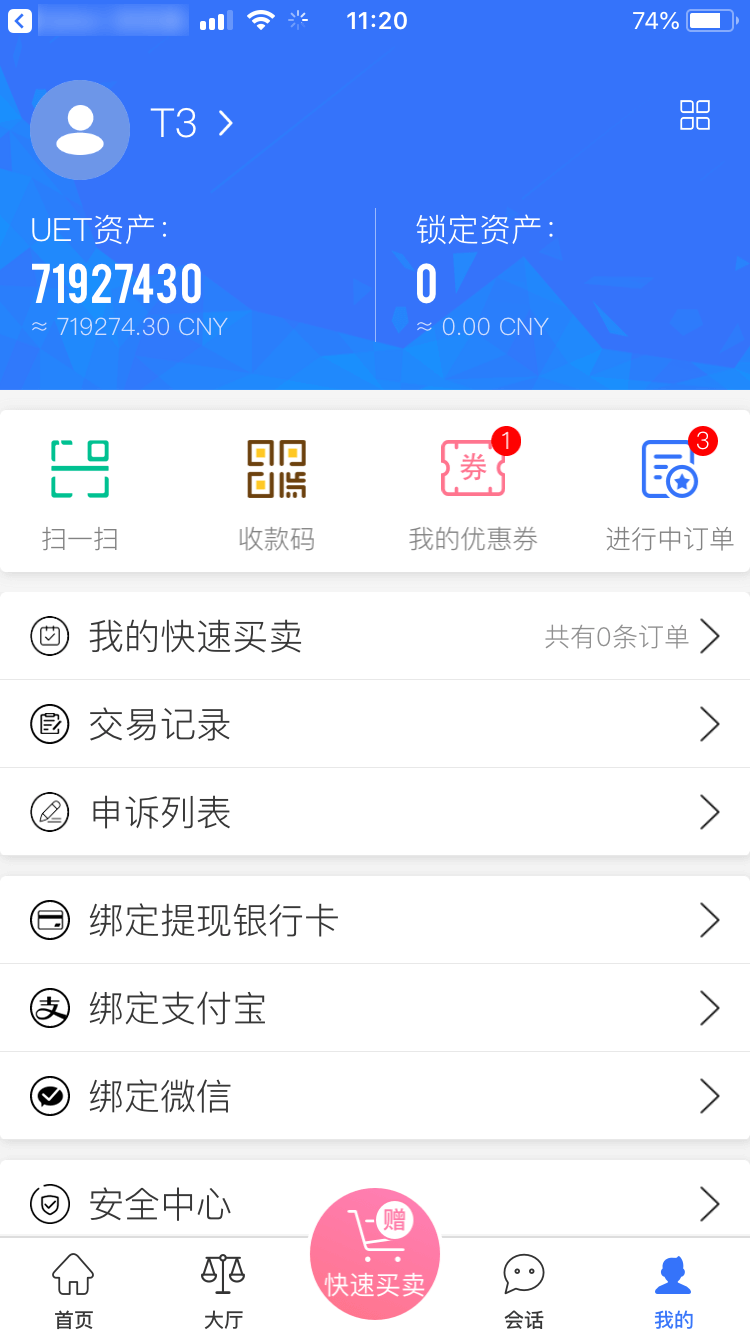 11:20
74%
T3
UET资产：
71927430
≈ 719274.30 CNY
锁定资产：
0
≈ 0.00 CNY
券
1
3
扫一扫
收款码
我的优惠券
进行中订单
我的快速买卖
共有0条订单
交易记录
申诉列表
绑定提现银行卡
绑定支付宝
绑定微信
安全中心
赠
快速买卖
首页
大厅
会话
我的